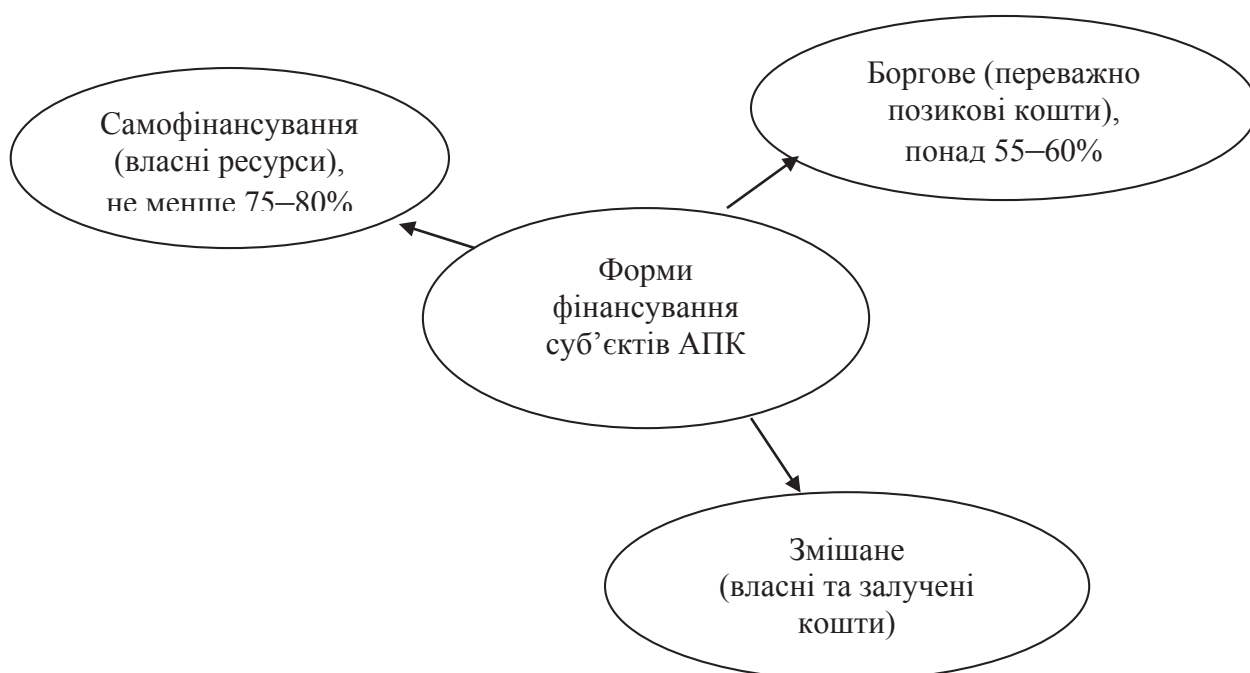 Самофінансування
(власні ресурси),
не менше 75–80%
Боргове (переважно
позикові кошти),
понад 55–60%
Форми
фінансування
суб’єктів АПК
Змішане
(власні та залучені
кошти)